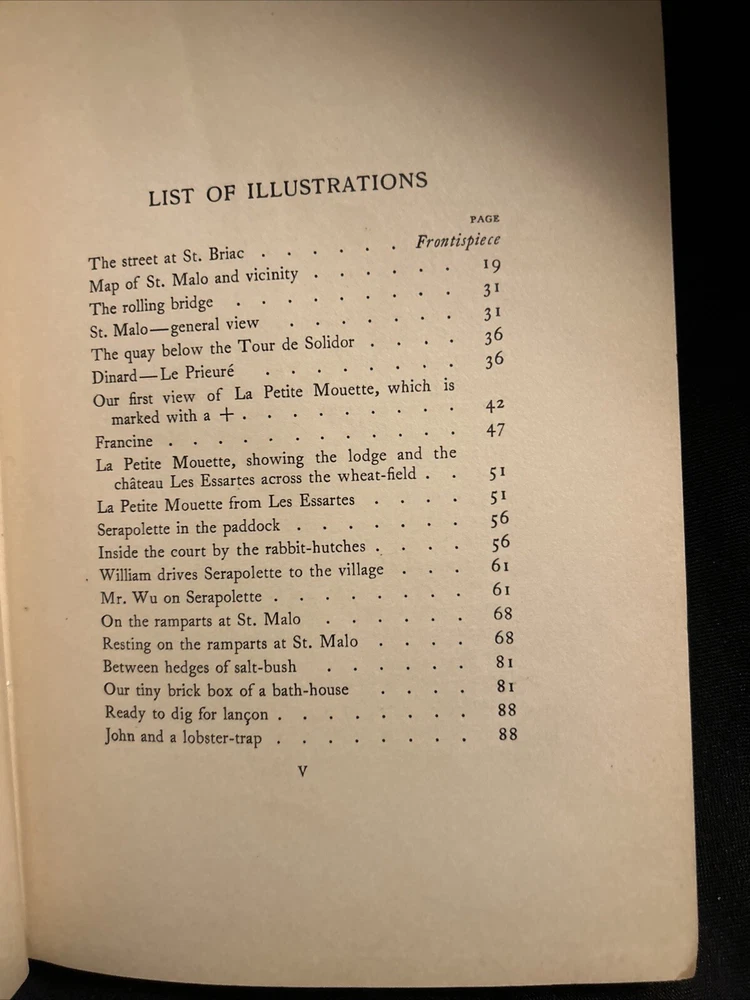 LIST OF ILLUSTRATIONS
PAGE
The street at St. Briac . . . . . . Frontispiece
Map of St. Malo and vicinity . . . . . . 19
The rolling bridge . . . . . . . . . 31
St. Malo—general view . . . . . . . 31
The quay below the Tour de Solidor . . . . 36
Dinard—Le Prieuré . . . . . . . . 36
Our first view of La Petite Mouette, which is
marked with a + . . . . . . . . . 42
Francine . . . . . . . . . . . . 47
La Petite Mouette, showing the lodge and the
château Les Essartes across the wheat-field . . 51
La Petite Mouette from Les Essartes . . . . 51
Serapolette in the paddock . . . . . . . 56
Inside the court by the rabbit-hutches . . . . 56
William drives Serapolette to the village . . . 61
Mr. Wu on Serapolette . . . . . . . . 61
On the ramparts at St. Malo . . . . . . 68
Resting on the ramparts at St. Malo . . . . 68
Between hedges of salt-bush . . . . . . 81
Our tiny brick box of a bath-house . . . . 81
Ready to dig for lançon . . . . . . . . 88
John and a lobster-trap . . . . . . . . 88
V